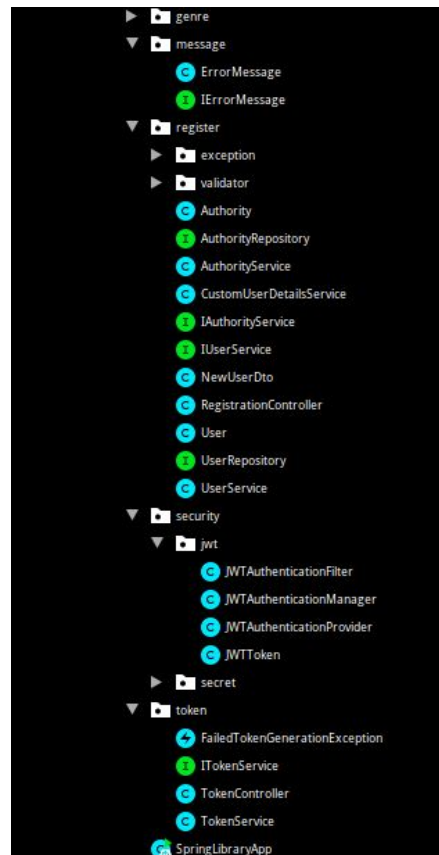 genre
message
ErrorMessage
IErrorMessage
register
exception
validator
Authority
AuthorityRepository
AuthorityService
CustomUserDetailsService
IAuthorityService
IUserService
NewUserDto
RegistrationController
User
UserRepository
UserService
security
jwt
JWTAuthenticationFilter
JWTAuthenticationManager
JWTAuthenticationProvider
JWTToken
secret
token
FailedTokenGenerationException
ITokenService
TokenController
TokenService
SpringLibraryApp